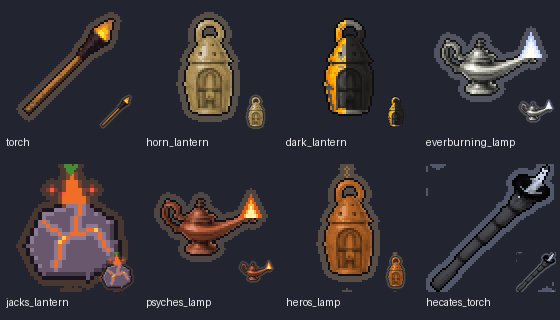 torch
horn_lantern
dark_lantern
everburning_lamp
jacks_lantern
psyches_lamp
heros_lamp
hecates_torch